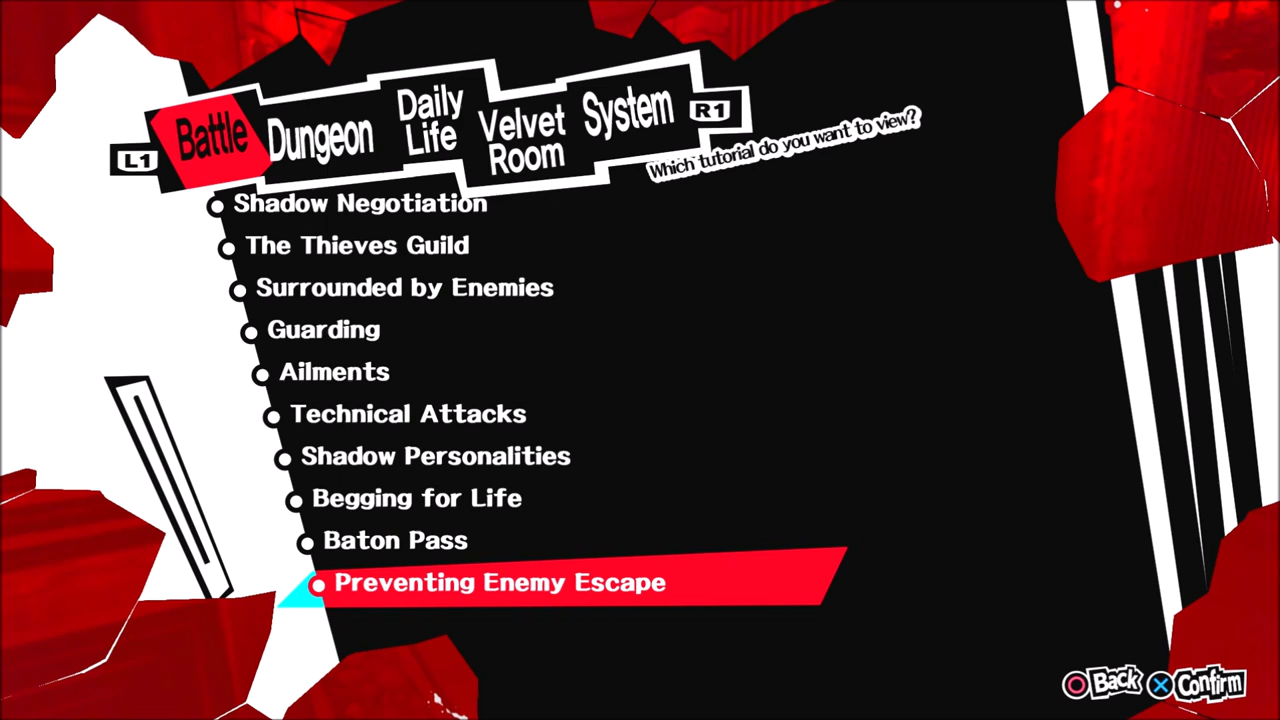 L1
Battle
Dungeon
Daily
Life
Velvet
Room
System
R1
Which tutorial do you want to view?
Shadow Negotiation
The Thieves Guild
Surrounded by Enemies
Guarding
Ailments
Technical Attacks
Shadow Personalities
Begging for Life
Baton Pass
Preventing Enemy Escape
Back Confirm